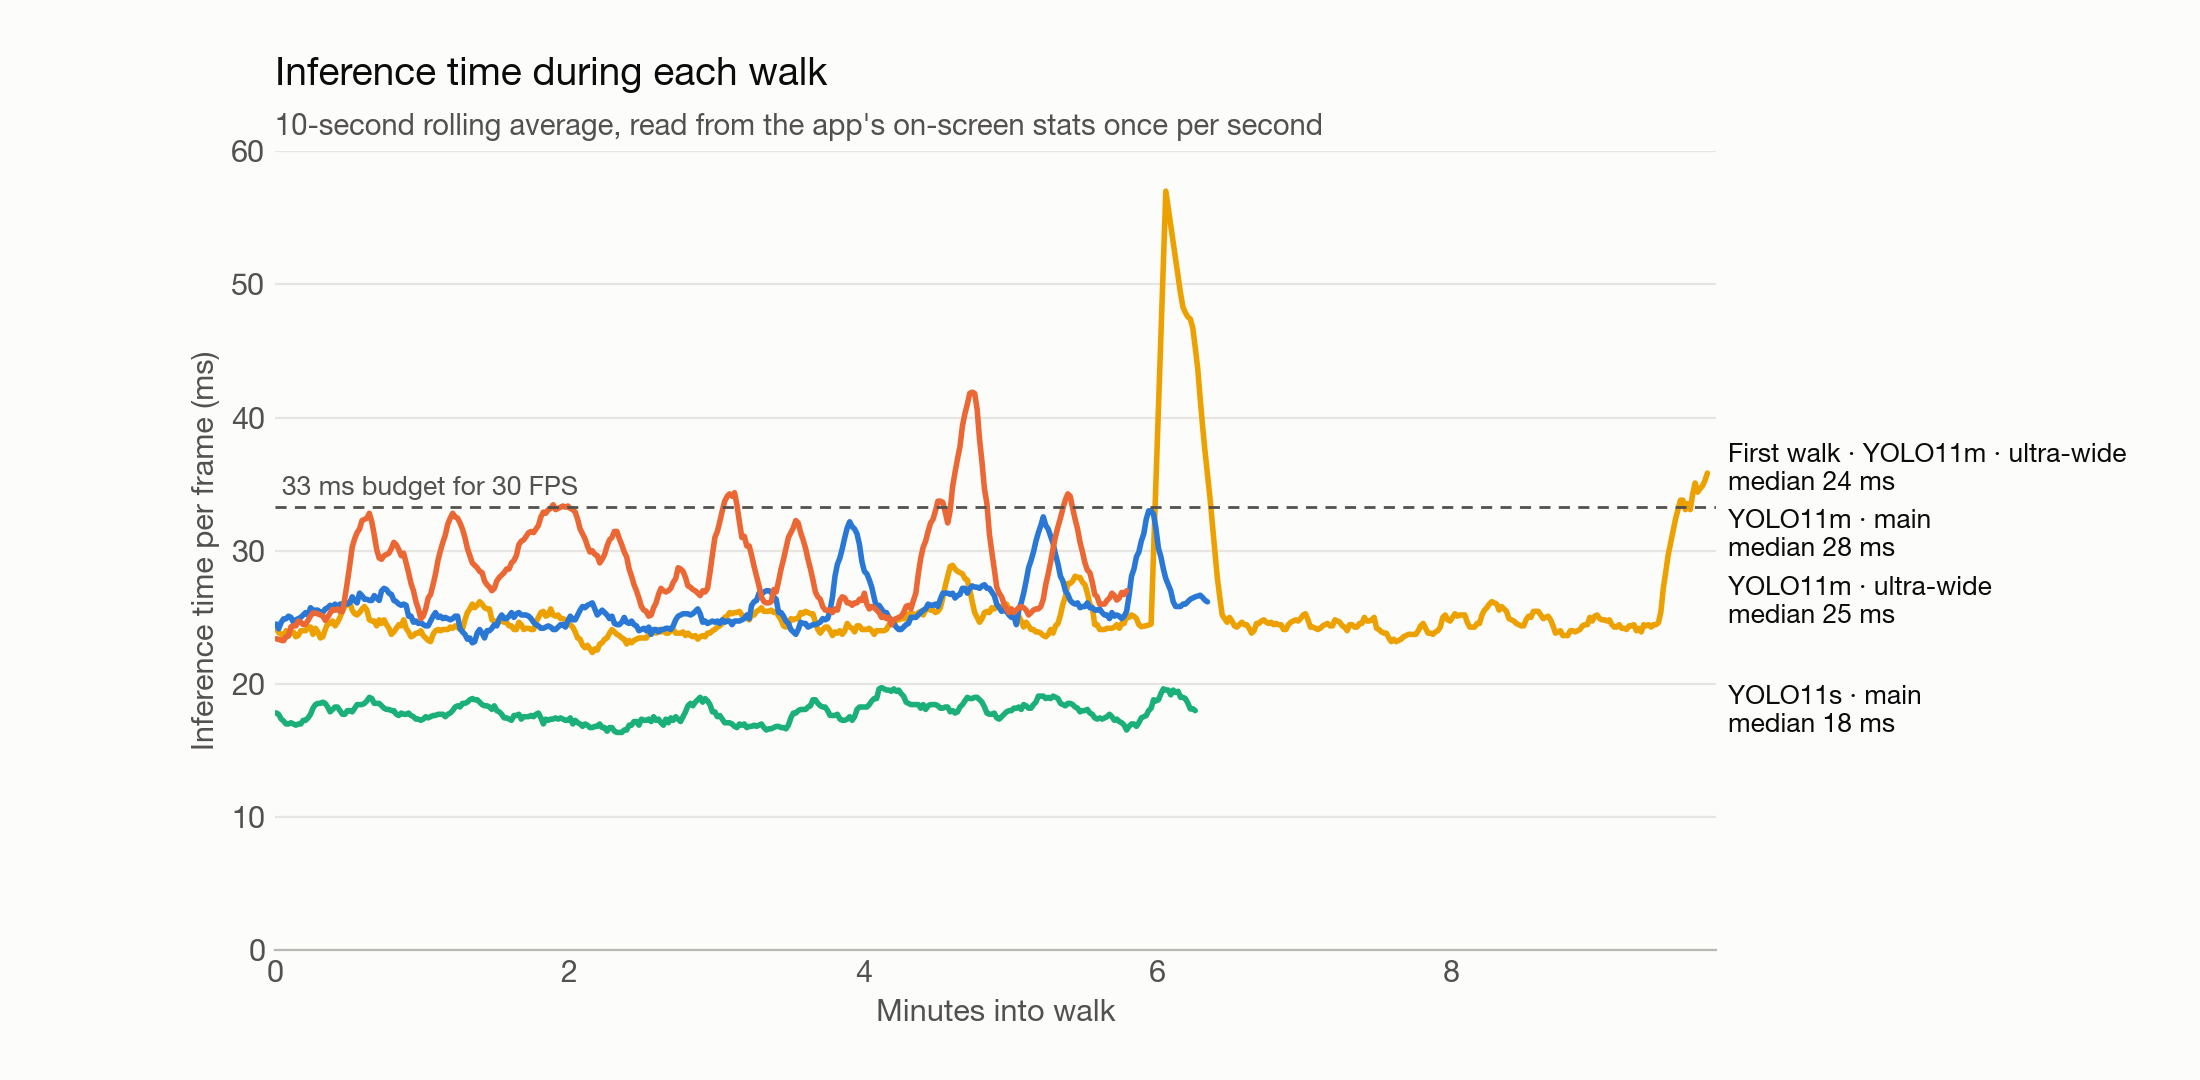 Inference time during each walk
10-second rolling average, read from the app's on-screen stats once per second
60
50
40
30
20
10
0
Inference time per frame (ms)
33 ms budget for 30 FPS
First walk · YOLO11m · ultra-wide
median 24 ms
YOLO11m · main
median 28 ms
YOLO11m · ultra-wide
median 25 ms
YOLO11s · main
median 18 ms
0 2 4 6 8
Minutes into walk